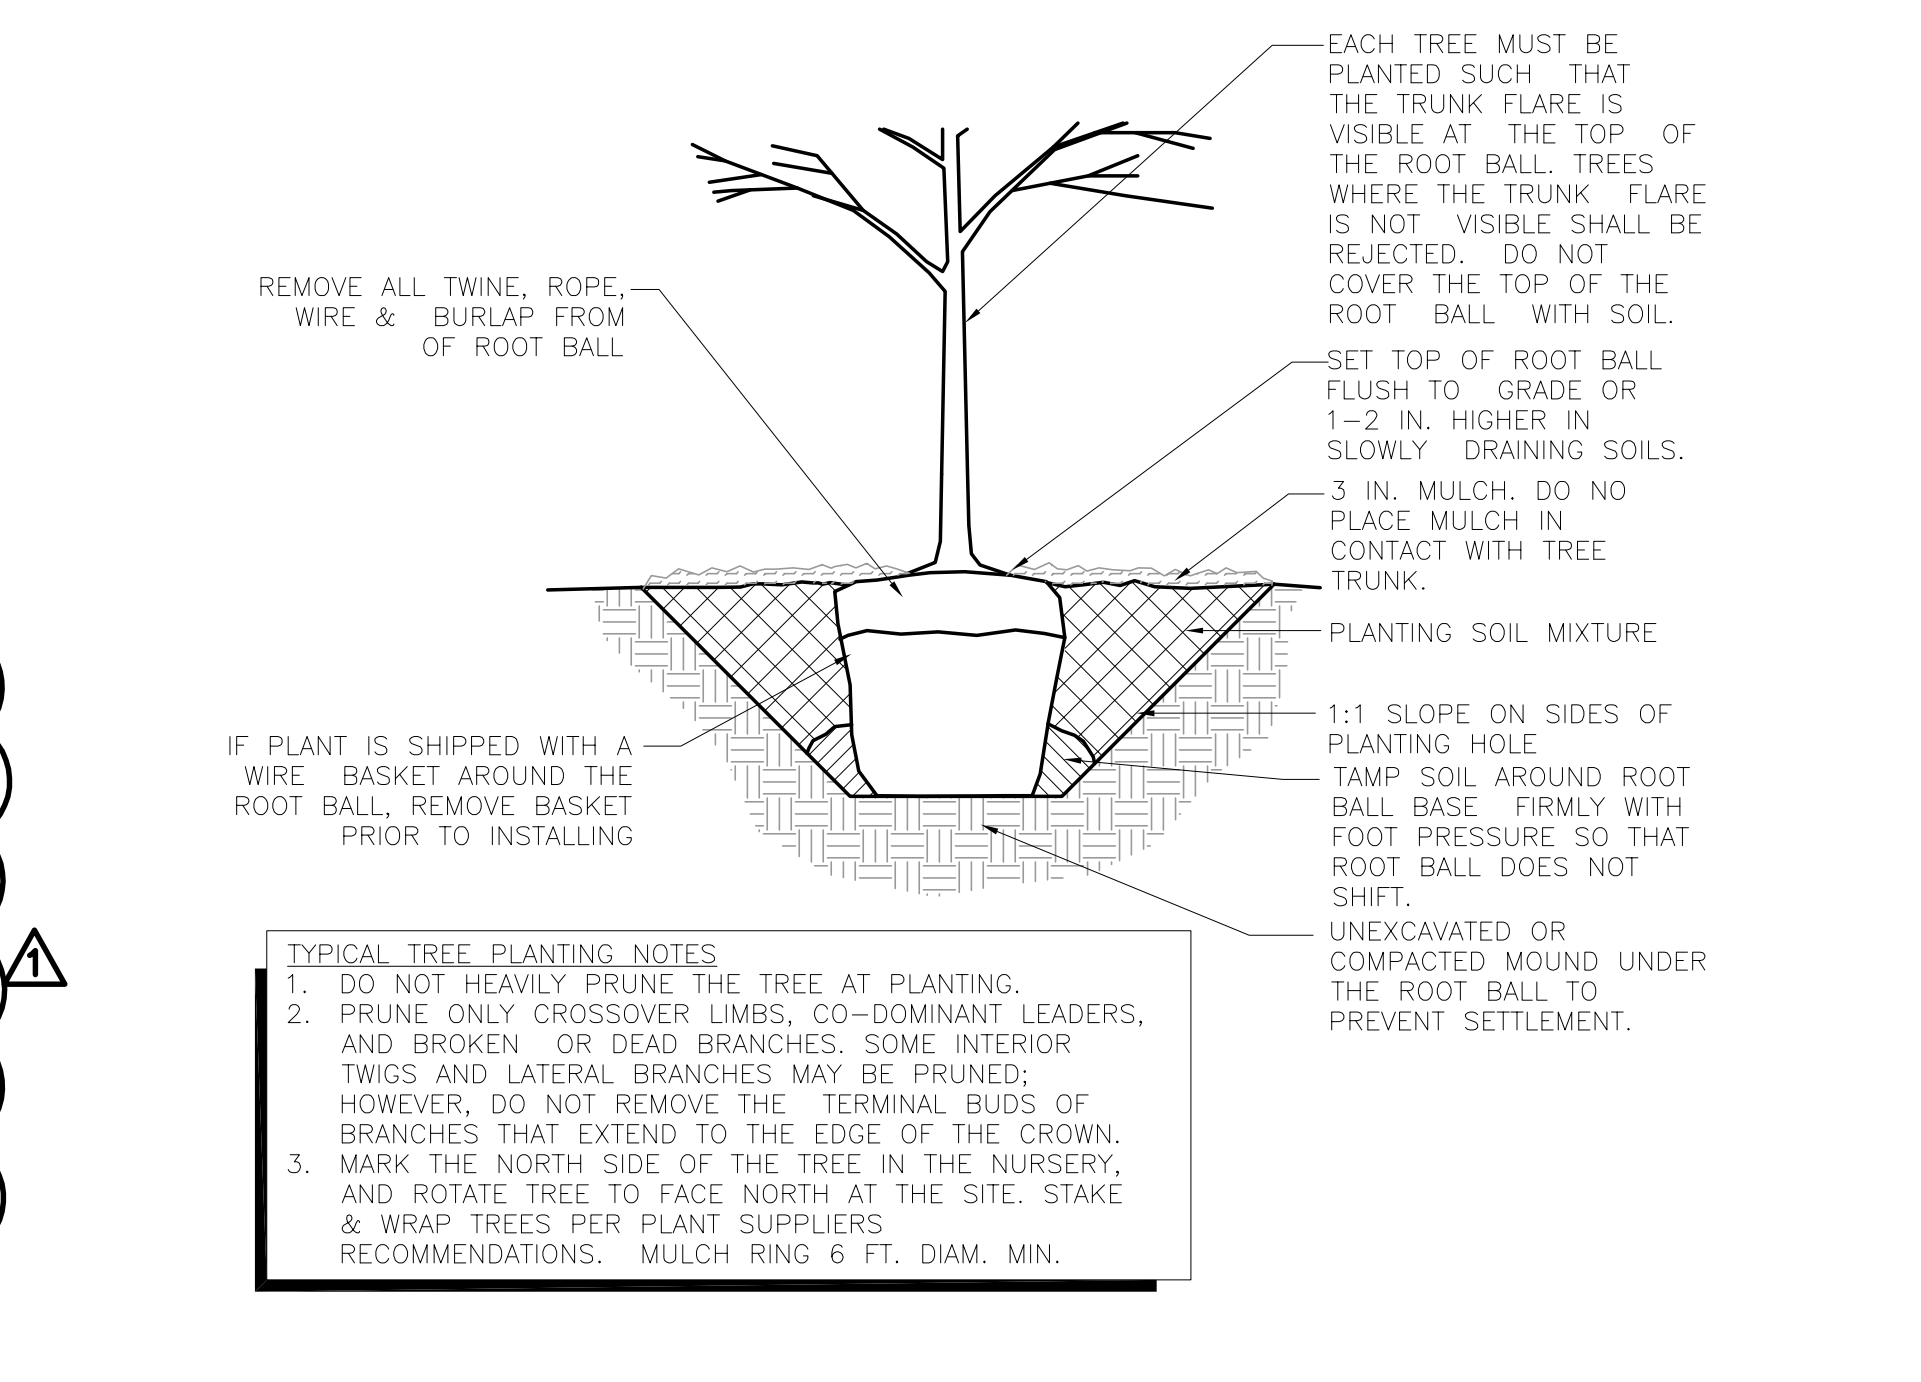 EACH TREE MUST BE
PLANTED SUCH THAT
THE TRUNK FLARE IS
VISIBLE AT THE TOP OF
THE ROOT BALL. TREES
WHERE THE TRUNK FLARE
IS NOT VISIBLE SHALL BE
REJECTED. DO NOT
COVER THE TOP OF THE
ROOT BALL WITH SOIL.
REMOVE ALL TWINE, ROPE,
WIRE & BURLAP FROM
OF ROOT BALL
SET TOP OF ROOT BALL
FLUSH TO GRADE OR
1-2 IN. HIGHER IN
SLOWLY DRAINING SOILS.
3 IN. MULCH. DO NO
PLACE MULCH IN
CONTACT WITH TREE
TRUNK.
PLANTING SOIL MIXTURE
1:1 SLOPE ON SIDES OF
PLANTING HOLE
IF PLANT IS SHIPPED WITH A
WIRE BASKET AROUND THE
ROOT BALL, REMOVE BASKET
PRIOR TO INSTALLING
TAMP SOIL AROUND ROOT
BALL BASE FIRMLY WITH
FOOT PRESSURE SO THAT
ROOT BALL DOES NOT
SHIFT.
UNEXCAVATED OR
COMPACTED MOUND UNDER
THE ROOT BALL TO
PREVENT SETTLEMENT.
1
TYPICAL TREE PLANTING NOTES
1. DO NOT HEAVILY PRUNE THE TREE AT PLANTING.
2. PRUNE ONLY CROSSOVER LIMBS, CO-DOMINANT LEADERS,
AND BROKEN OR DEAD BRANCHES. SOME INTERIOR
TWIGS AND LATERAL BRANCHES MAY BE PRUNED;
HOWEVER, DO NOT REMOVE THE TERMINAL BUDS OF
BRANCHES THAT EXTEND TO THE EDGE OF THE CROWN.
3. MARK THE NORTH SIDE OF THE TREE IN THE NURSERY,
AND ROTATE TREE TO FACE NORTH AT THE SITE. STAKE
& WRAP TREES PER PLANT SUPPLIERS
RECOMMENDATIONS. MULCH RING 6 FT. DIAM. MIN.